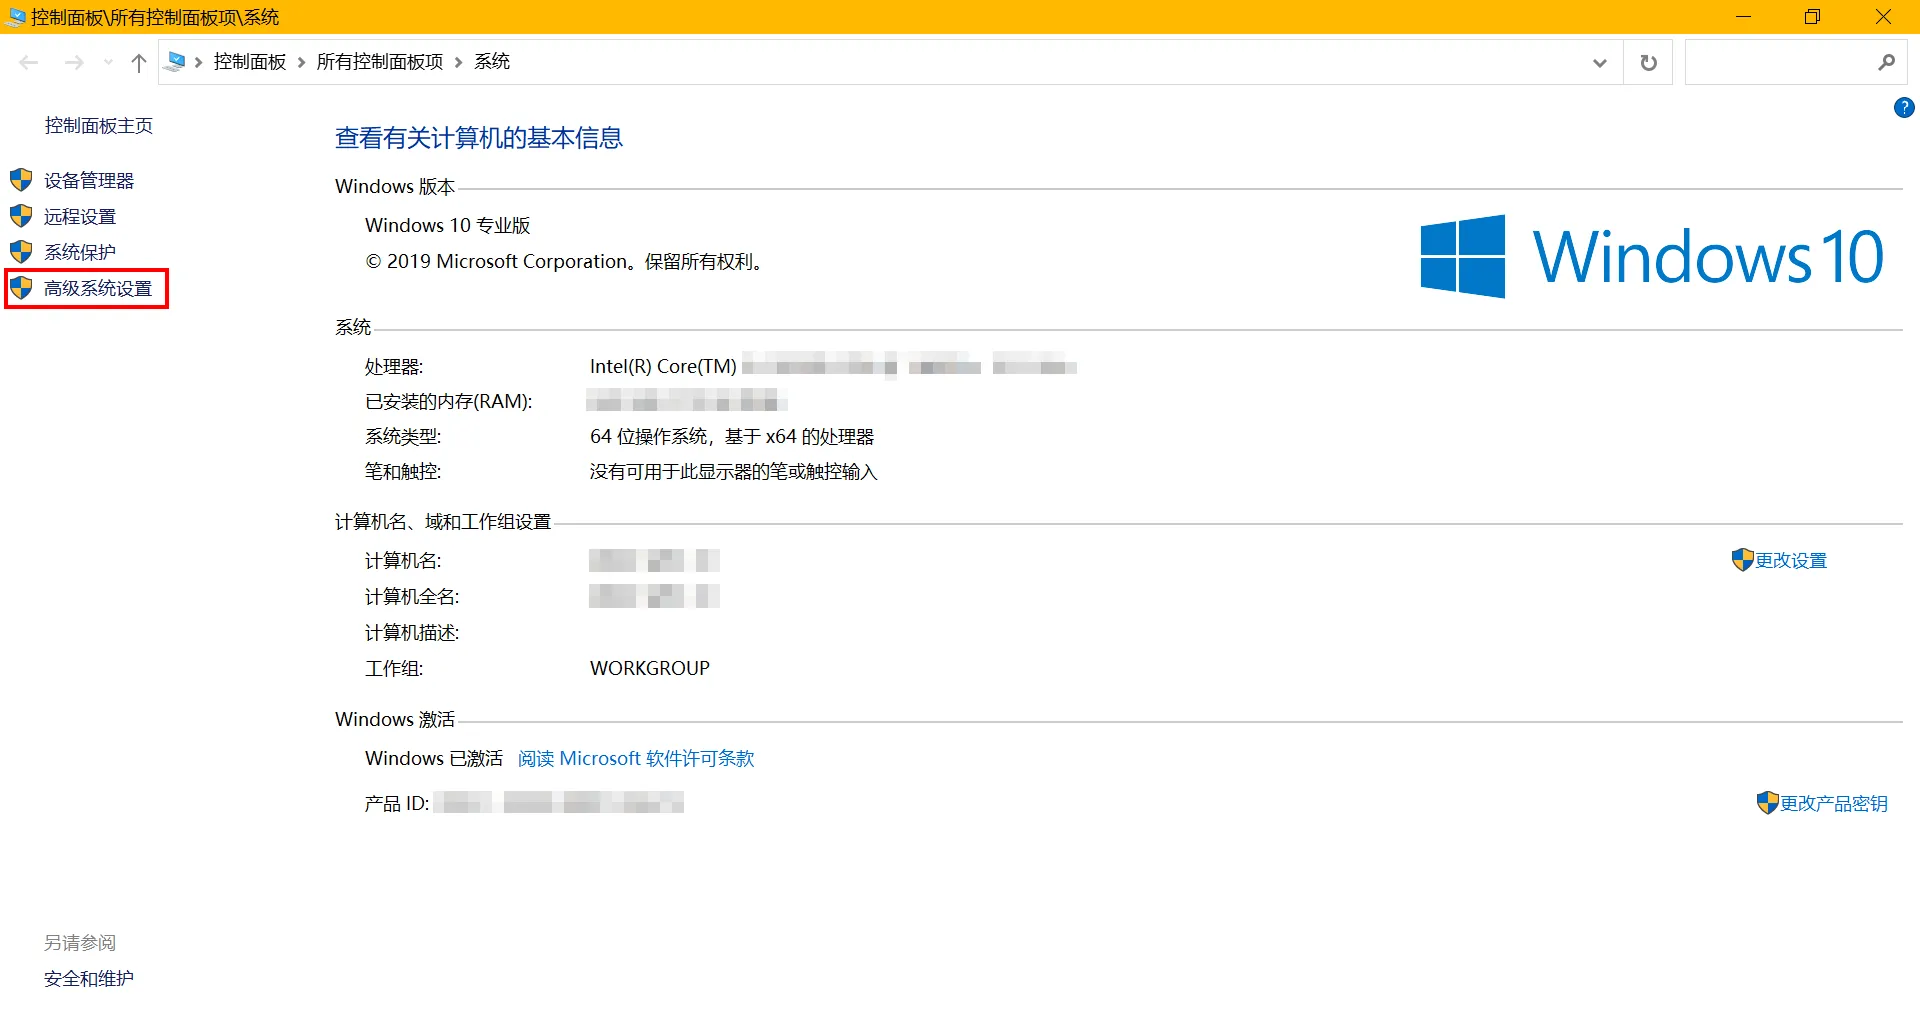 控制面板\所有控制面板项\系统
控制面板 > 所有控制面板项 > 系统
?
控制面板主页
设备管理器
远程设置
系统保护
高级系统设置
查看有关计算机的基本信息
Windows 版本
Windows 10 专业版
© 2019 Microsoft Corporation。保留所有权利。
Windows 10
系统
处理器: Intel(R) Core(TM)
已安装的内存(RAM):
系统类型: 64 位操作系统，基于 x64 的处理器
笔和触控: 没有可用于此显示器的笔或触控输入
计算机名、域和工作组设置
计算机名: 更改设置
计算机全名:
计算机描述:
工作组: WORKGROUP
Windows 激活
Windows 已激活 阅读 Microsoft 软件许可条款
产品 ID: 更改产品密钥
另请参阅
安全和维护